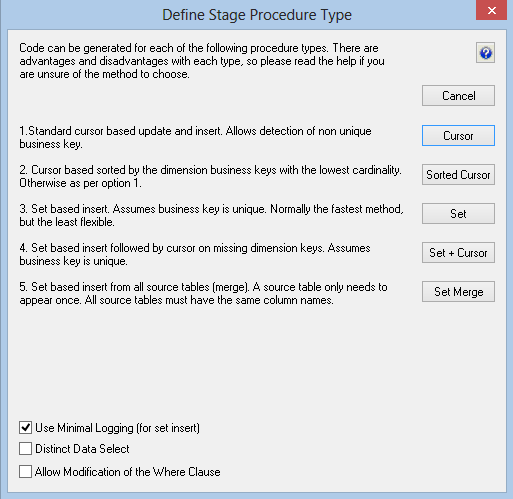 Define Stage Procedure Type
Code can be generated for each of the following procedure types. There are
advantages and disadvantages with each type, so please read the help if you
are unsure of the method to choose.
Cancel
1.Standard cursor based update and insert. Allows detection of non unique
business key.
Cursor
2. Cursor based sorted by the dimension business keys with the lowest cardinality.
Otherwise as per option 1.
Sorted Cursor
3. Set based insert. Assumes business key is unique. Normally the fastest method,
but the least flexible.
Set
4. Set based insert followed by cursor on missing dimension keys. Assumes
business key is unique.
Set + Cursor
5. Set based insert from all source tables (merge). A source table only needs to
appear once. All source tables must have the same column names.
Set Merge
Use Minimal Logging (for set insert)
Distinct Data Select
Allow Modification of the Where Clause